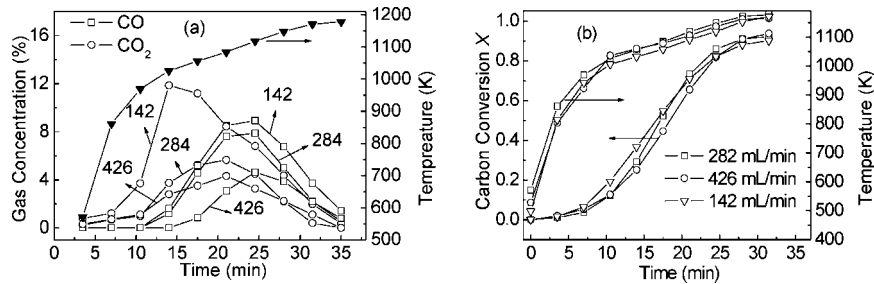 (a)
CO
CO2
142
284
426
142
284
426
Gas Concentration (%)
16
12
8
4
0
0 5 10 15 20 25 30 35
Time (min)
1200
1100
1000
900
800
700
600
500
Tempreature (K)
(b)
Carbon Conversion X
1.0
0.8
0.6
0.4
0.2
0.0
282 mL/min
426 mL/min
142 mL/min
0 5 10 15 20 25 30 35
Time (min)
1100
1000
900
800
700
600
500
400
Temperature (K)